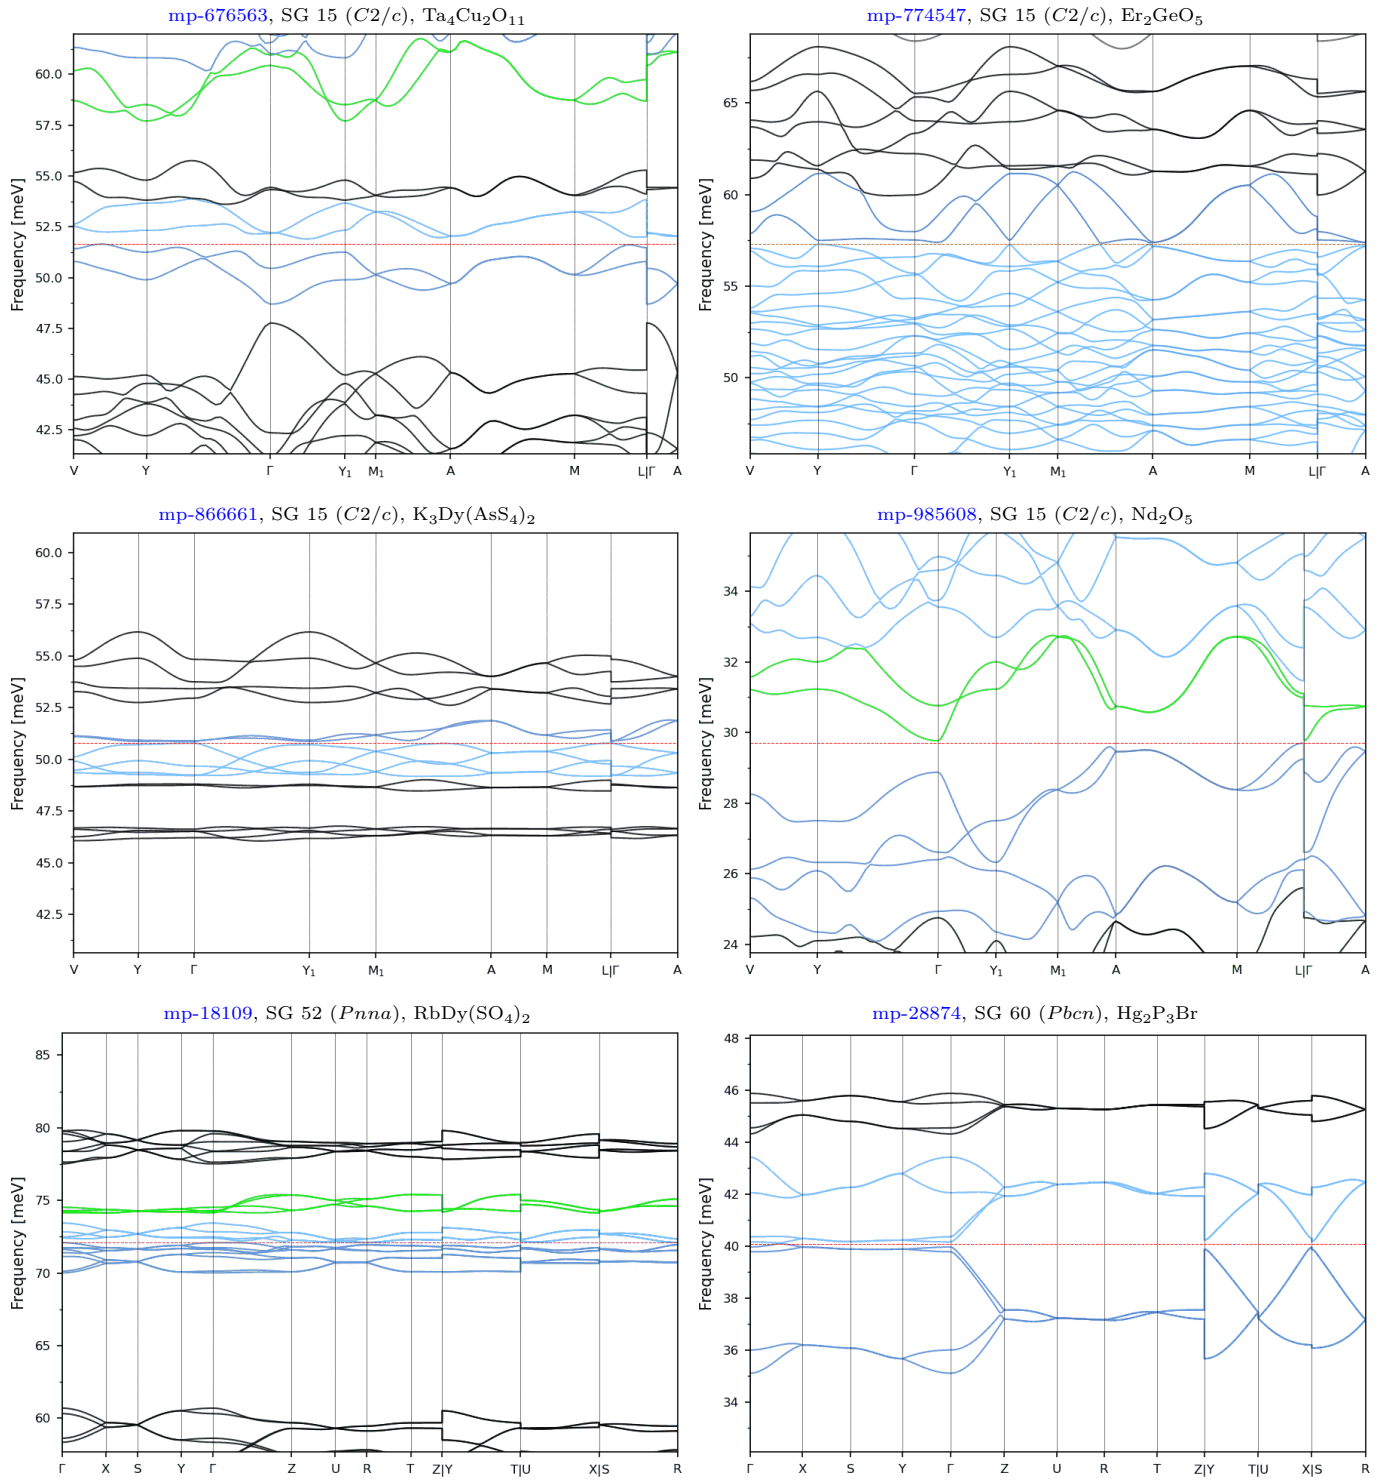 mp-676563, SG 15 (C2/c), Ta₄Cu₂O₁₁
Frequency [meV]
60.0
57.5
55.0
52.5
50.0
47.5
45.0
42.5
V Y Γ Y₁ M₁ A M L|Γ A
mp-774547, SG 15 (C2/c), Er₂GeO₅
Frequency [meV]
65
60
55
50
V Y Γ Y₁ M₁ A M L|Γ A
mp-866661, SG 15 (C2/c), K₃Dy(AsS₄)₂
Frequency [meV]
60.0
57.5
55.0
52.5
50.0
47.5
45.0
42.5
V Y Γ Y₁ M₁ A M L|Γ A
mp-985608, SG 15 (C2/c), Nd₂O₅
Frequency [meV]
34
32
30
28
26
24
V Y Γ Y₁ M₁ A M L|Γ A
mp-18109, SG 52 (Pnna), RbDy(SO₄)₂
Frequency [meV]
85
80
75
70
65
60
Γ X S Y Γ Z U R T Z|Y T|U X|S R
mp-28874, SG 60 (Pbcn), Hg₂P₃Br
Frequency [meV]
48
46
44
42
40
38
36
34
Γ X S Y Γ Z U R T Z|Y T|U X|S R